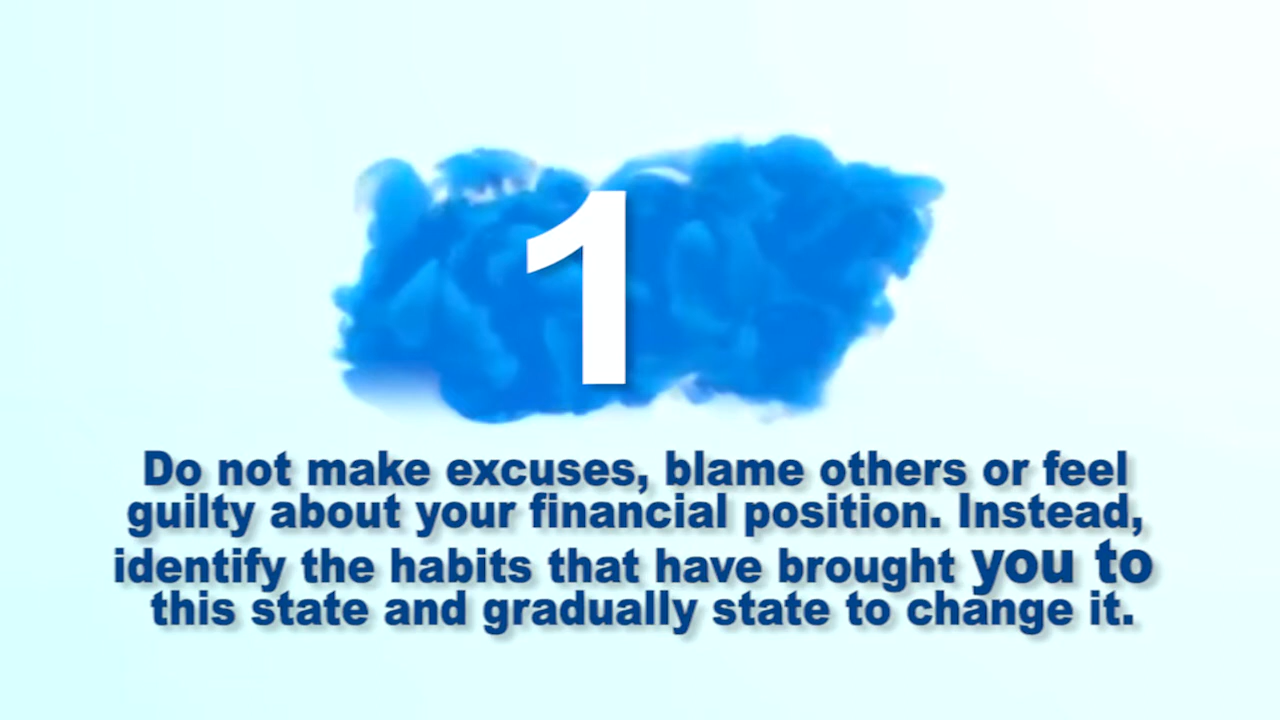 1
Do not make excuses, blame others or feel
guilty about your financial position. Instead,
identify the habits that have brought you to
this state and gradually state to change it.